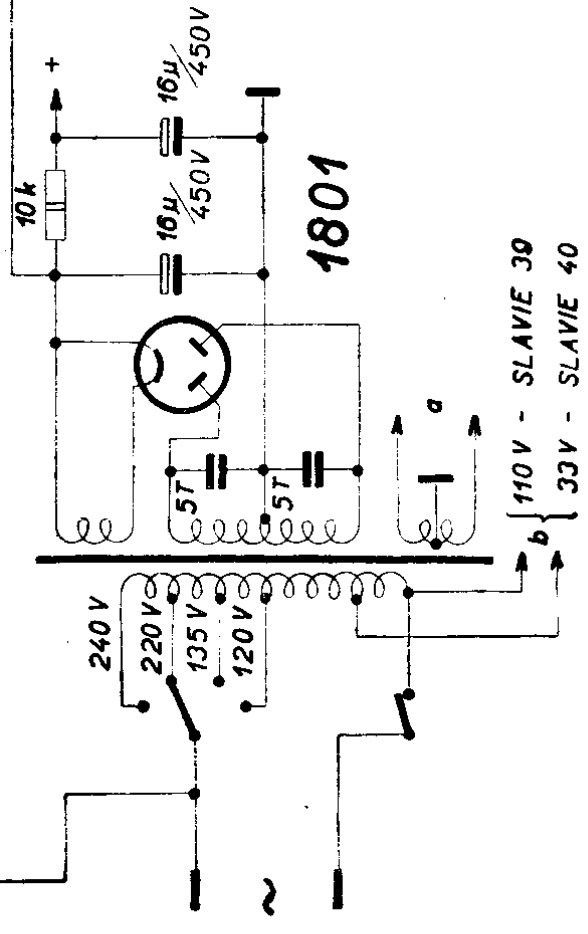 +
10k
16µ/450V
16µ/450V
1801
5T
5T
240V
220V
135V
120V
a
b { 110V - SLAVIE 39
33V - SLAVIE 40
~